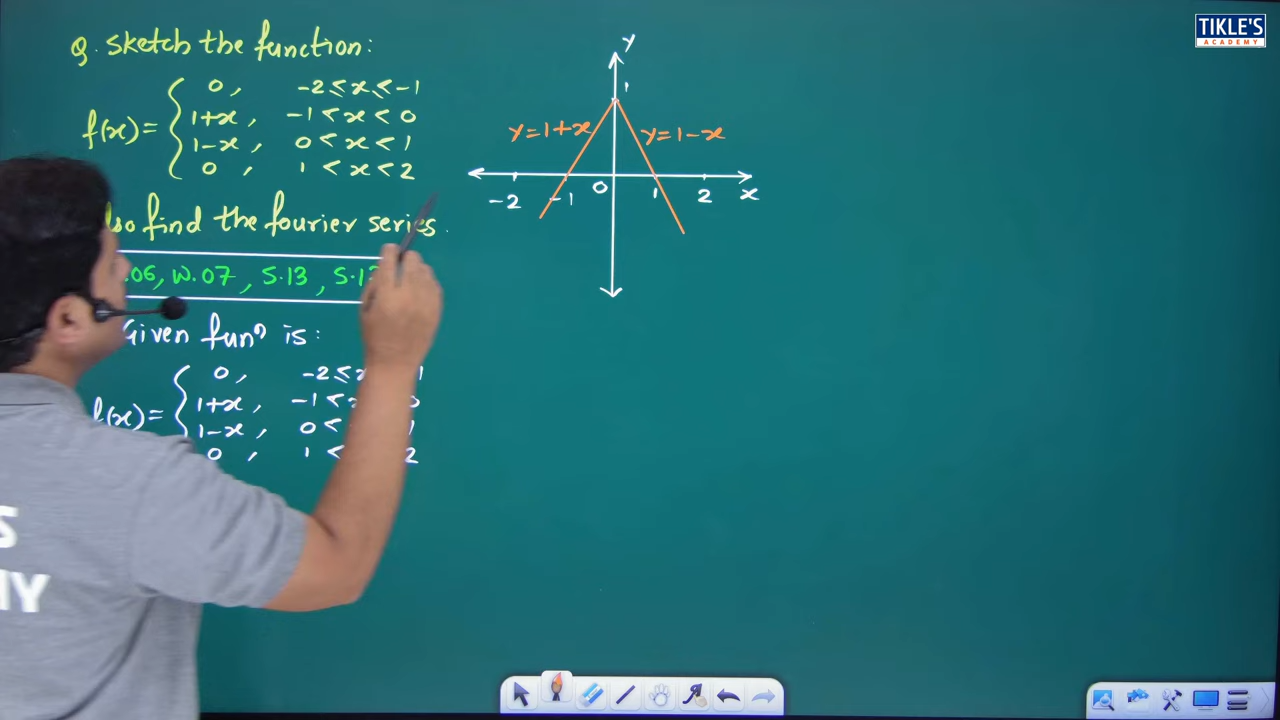 Q. Sketch the function:
0, -2≤x≤-1
f(x)= 1+x, -1<x<0
1-x, 0<x<1
0, 1<x<2
find the fourier series.
06, W.07, S.13,
Given funⁿ is:
0, -2≤
f(x)= 1+x, -1<
1-x, 0<
0, 1< 2
Y
1
y=1+x y=1-x
-2 -1 0 1 2 x
TIKLE'S
ACADEMY